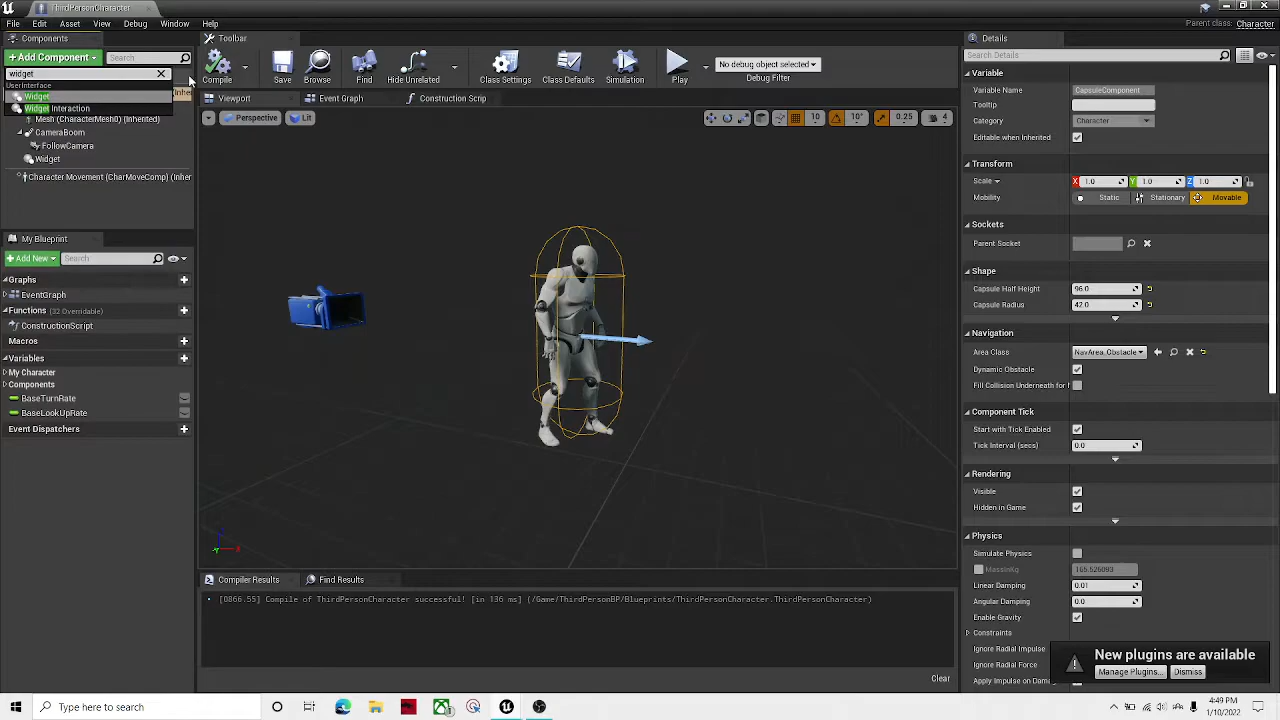 ThirdPersonCharacter
File Edit Asset View Debug Window Help
Parent class: Character
Components
+ Add Component
Search
widget
UserInterface
Widget
Widget Interaction
Mesh (CharacterMesh0) (Inherited)
CameraBoom
FollowCamera
Widget
Character Movement (CharMoveComp) (Inher
My Blueprint
+ Add New
Search
Graphs
EventGraph
Functions (32 Overridable)
ConstructionScript
Macros
Variables
My Character
Components
BaseTurnRate
BaseLookUpRate
Event Dispatchers
Toolbar
Compile
Save
Browse
Find
Hide Unrelated
Class Settings
Class Defaults
Simulation
Play
No debug object selected
Debug Filter
Viewport
Event Graph
Construction Scrip
Perspective
Lit
10
10°
0.25
4
Compiler Results
Find Results
[0866.55] Compile of ThirdPersonCharacter successful! [in 136 ms] (/Game/ThirdPersonBP/Blueprints/ThirdPersonCharacter.ThirdPersonCharacter)
Clear
Details
Search Details
Variable
Variable Name CapsuleComponent
Tooltip
Category Character
Editable when Inherited
Transform
Scale X 1.0 Y 1.0 Z 1.0
Mobility Static Stationary Movable
Sockets
Parent Socket
Shape
Capsule Half Height 96.0
Capsule Radius 42.0
Navigation
Area Class NavArea_Obstacle
Dynamic Obstacle
Fill Collision Underneath for
Component Tick
Start with Tick Enabled
Tick Interval (secs) 0.0
Rendering
Visible
Hidden in Game
Physics
Simulate Physics
MassInKg 165.526093
Linear Damping 0.01
Angular Damping 0.0
Enable Gravity
Constraints
Ignore Radial Impulse
Ignore Radial Force
Apply Impulse on Damag
New plugins are available
Manage Plugins...
Dismiss
Type here to search
4:49 PM
1/10/2022